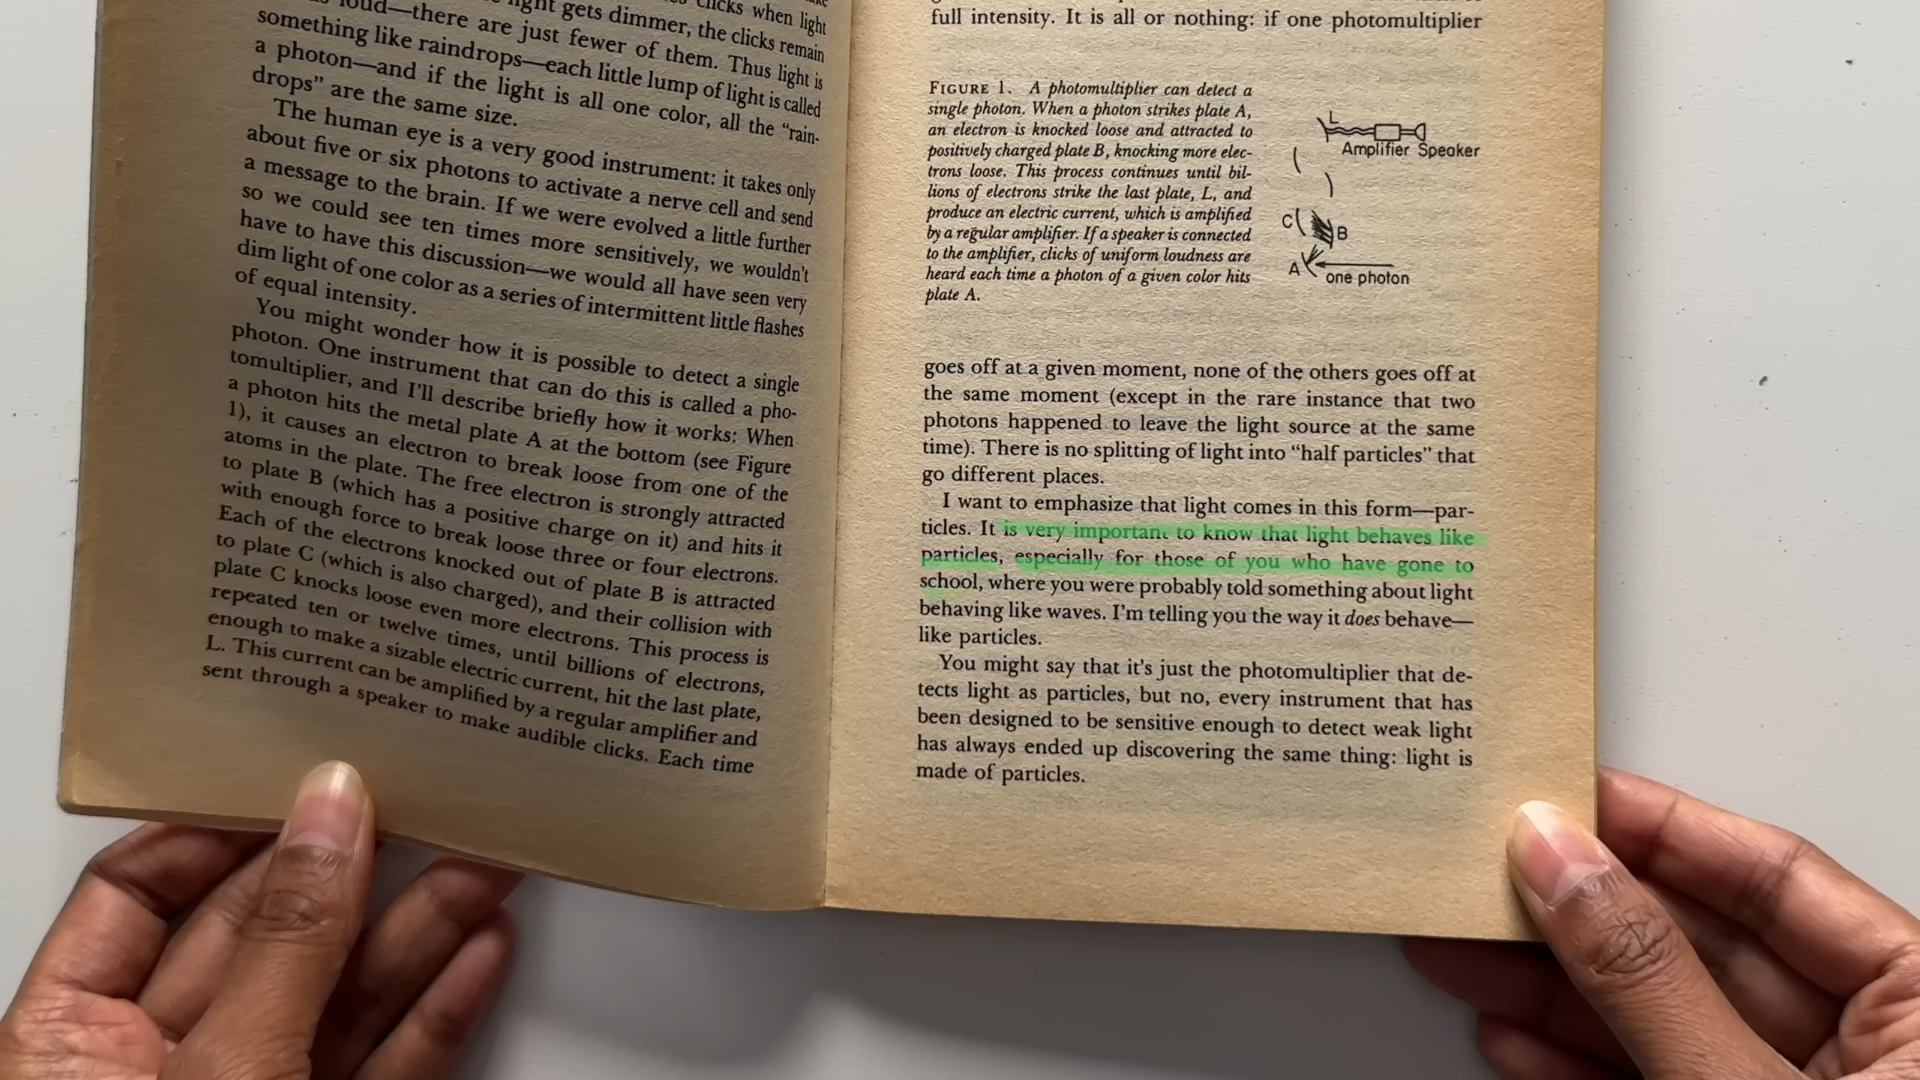 clicks when light
light gets dimmer, the clicks remain
loud—there are just fewer of them. Thus light is
something like raindrops—each little lump of light is called
a photon—and if the light is all one color, all the “rain-
drops” are the same size.
The human eye is a very good instrument: it takes only
about five or six photons to activate a nerve cell and send
a message to the brain. If we were evolved a little further
so we could see ten times more sensitively, we wouldn’t
have to have this discussion—we would all have seen very
dim light of one color as a series of intermittent little flashes
of equal intensity.
You might wonder how it is possible to detect a single
photon. One instrument that can do this is called a pho-
tomultiplier, and I’ll describe briefly how it works: When
a photon hits the metal plate A at the bottom (see Figure
1), it causes an electron to break loose from one of the
atoms in the plate. The free electron is strongly attracted
to plate B (which has a positive charge on it) and hits it
with enough force to break loose three or four electrons.
Each of the electrons knocked out of plate B is attracted
to plate C (which is also charged), and their collision with
plate C knocks loose even more electrons. This process is
repeated ten or twelve times, until billions of electrons,
enough to make a sizable electric current, hit the last plate,
L. This current can be amplified by a regular amplifier and
sent through a speaker to make audible clicks. Each time
full intensity. It is all or nothing: if one photomultiplier
FIGURE 1. A photomultiplier can detect a
single photon. When a photon strikes plate A,
an electron is knocked loose and attracted to
positively charged plate B, knocking more elec-
trons loose. This process continues until bil-
lions of electrons strike the last plate, L, and
produce an electric current, which is amplified
by a regular amplifier. If a speaker is connected
to the amplifier, clicks of uniform loudness are
heard each time a photon of a given color hits
plate A.
L
Amplifier Speaker
C
B
A
one photon
goes off at a given moment, none of the others goes off at
the same moment (except in the rare instance that two
photons happened to leave the light source at the same
time). There is no splitting of light into “half particles” that
go different places.
I want to emphasize that light comes in this form—par-
ticles. It is very important to know that light behaves like
particles, especially for those of you who have gone to
school, where you were probably told something about light
behaving like waves. I’m telling you the way it does behave—
like particles.
You might say that it’s just the photomultiplier that de-
tects light as particles, but no, every instrument that has
been designed to be sensitive enough to detect weak light
has always ended up discovering the same thing: light is
made of particles.